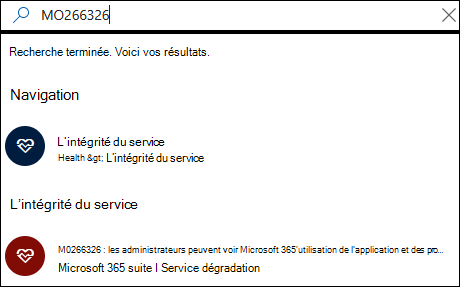 MO266326
Recherche terminée. Voici vos résultats.
Navigation
L'intégrité du service
Health &gt; L'intégrité du service
L'intégrité du service
M0266326 : les administrateurs peuvent voir Microsoft 365'utilisation de l'application et des pro...
Microsoft 365 suite I Service dégradation